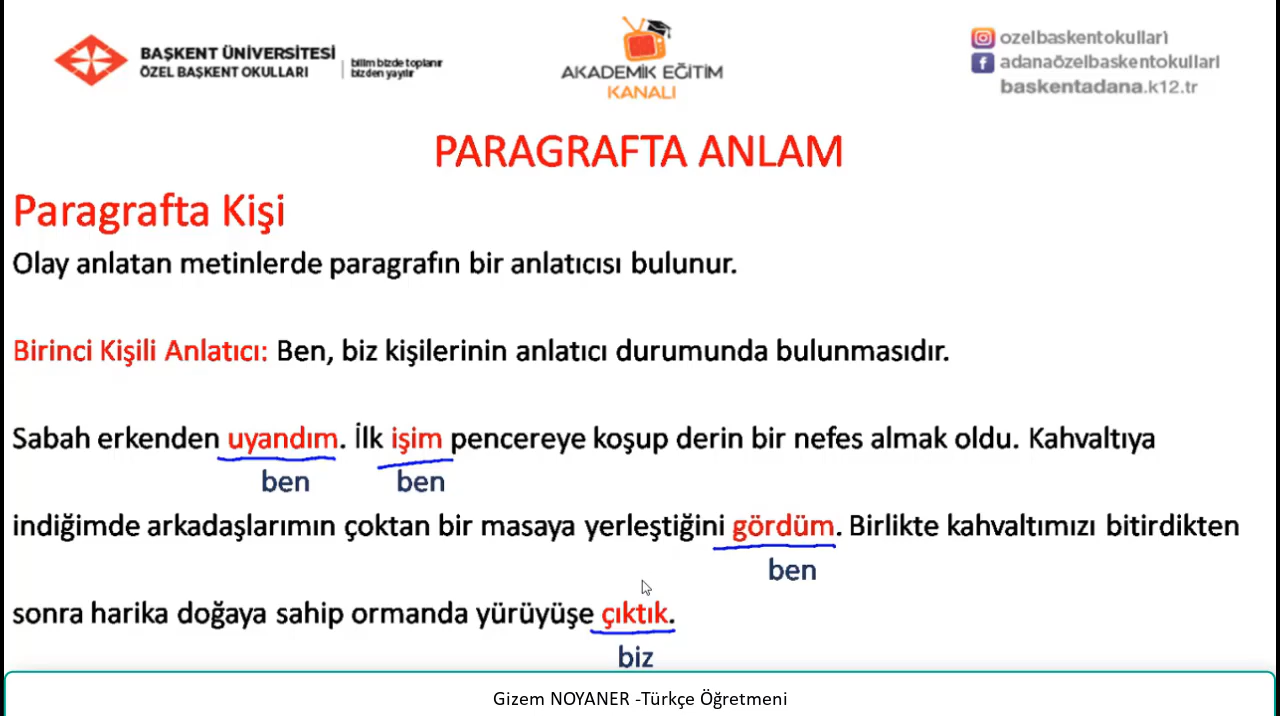 BAŞKENT ÜNİVERSİTESİ
ÖZEL BAŞKENT OKULLARI
bilim bizde toplanır
bizden yayılır
AKADEMİK EĞİTİM
KANALI
ozelbaskentokullari
adanaözelbaskentokullari
baskentadana.k12.tr
PARAGRAFTA ANLAM
Paragrafta Kişi
Olay anlatan metinlerde paragrafın bir anlatıcısı bulunur.
Birinci Kişili Anlatıcı: Ben, biz kişilerinin anlatıcı durumunda bulunmasıdır.
Sabah erkenden uyandım. İlk işim pencereye koşup derin bir nefes almak oldu. Kahvaltıya
ben ben
indiğimde arkadaşlarımın çoktan bir masaya yerleştiğini gördüm. Birlikte kahvaltımızı bitirdikten
ben
sonra harika doğaya sahip ormanda yürüyüşe çıktık.
biz
Gizem NOYANER -Türkçe Öğretmeni